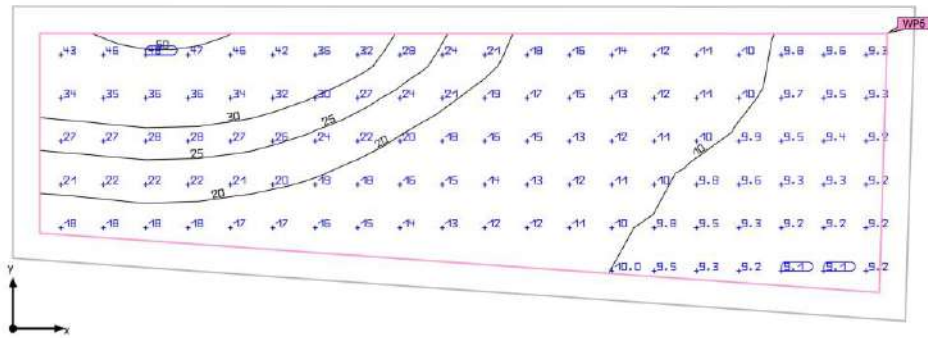 WP5
50
+43 +46 +48 +47 +46 +42 +36 +32 +28 +24 +21 +18 +16 +14 +12 +11 +10 +9.8 +9.6 +9.3
+34 +35 +36 +36 +34 +32 +30 +27 +24 +21 +19 +17 +15 +13 +12 +11 +10 +9.7 +9.5 +9.3
30 25
+27 +27 +28 +28 +27 +26 +24 +22 +20 +18 +16 +15 +13 +12 +11 +10 +9.9 +9.5 +9.4 +9.2
25 20 10
+21 +22 +22 +22 +21 +20 +19 +18 +16 +15 +14 +13 +12 +11 +10 +9.8 +9.6 +9.3 +9.3 +9.2
20
+18 +18 +18 +18 +17 +17 +16 +15 +14 +13 +12 +12 +11 +10 +9.8 +9.5 +9.3 +9.2 +9.2 +9.2
+10.0 +9.5 +9.3 +9.2 +9.1 +9.1 +9.2
y
x